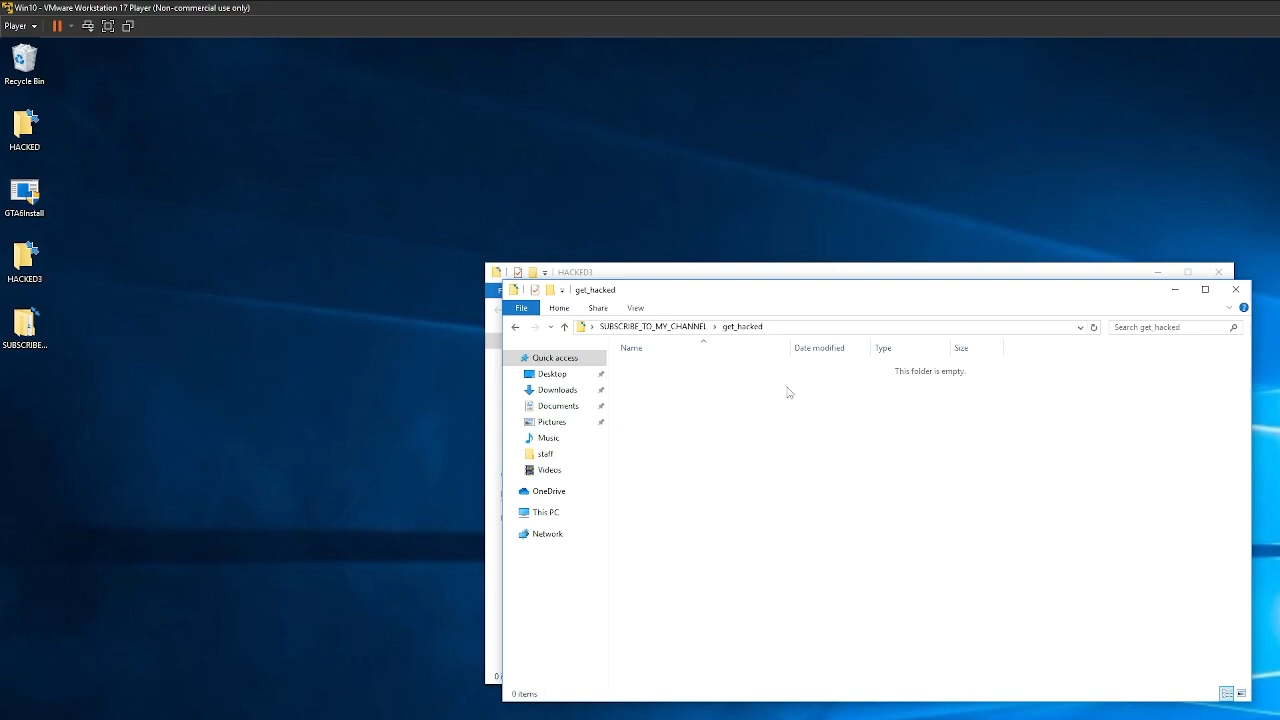 Win10 - VMware Workstation 17 Player (Non-commercial use only)
Player
Recycle Bin
HACKED
GTA6Install
HACKED3
SUBSCRIBE...
HACKED3
get_hacked
File Home Share View
SUBSCRIBE_TO_MY_CHANNEL > get_hacked
Search get_hacked
Name Date modified Type Size
This folder is empty.
Quick access
Desktop
Downloads
Documents
Pictures
Music
staff
Videos
OneDrive
This PC
Network
0 items